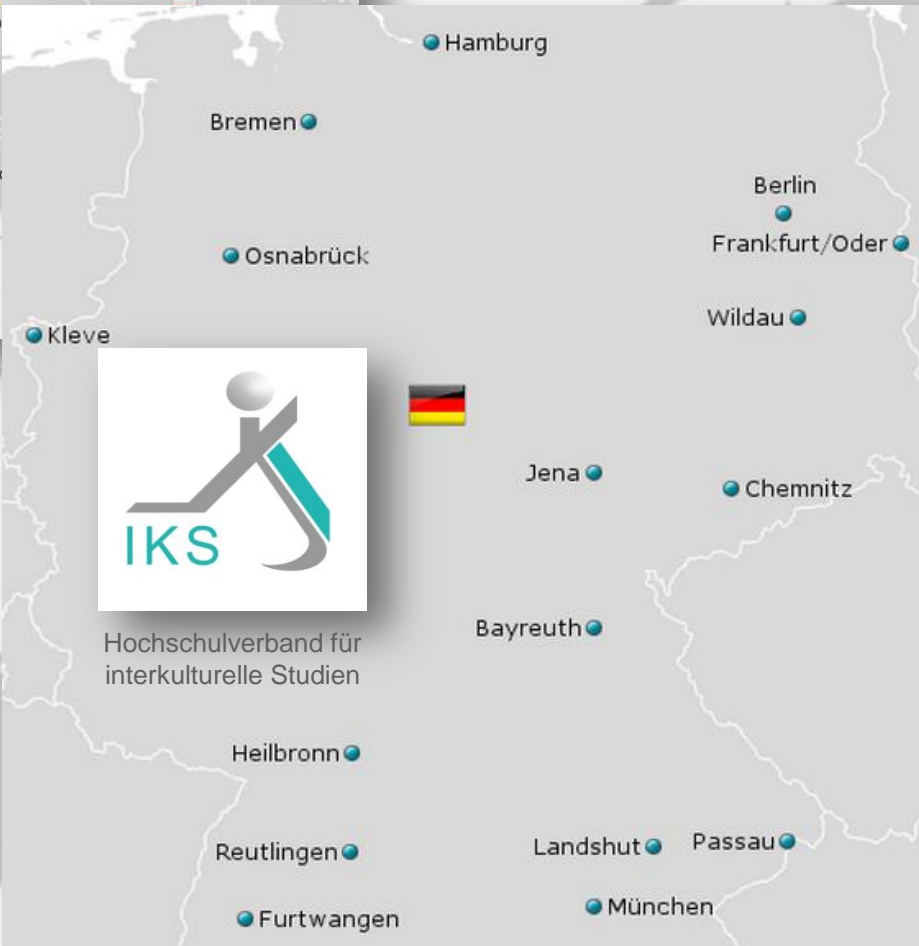 Hamburg
Bremen
Berlin
Frankfurt/Oder
Osnabrück
Wildau
Kleve
IKS
Hochschulverband für
interkulturelle Studien
Jena
Chemnitz
Bayreuth
Heilbronn
Reutlingen
Landshut
Passau
Furtwangen
München